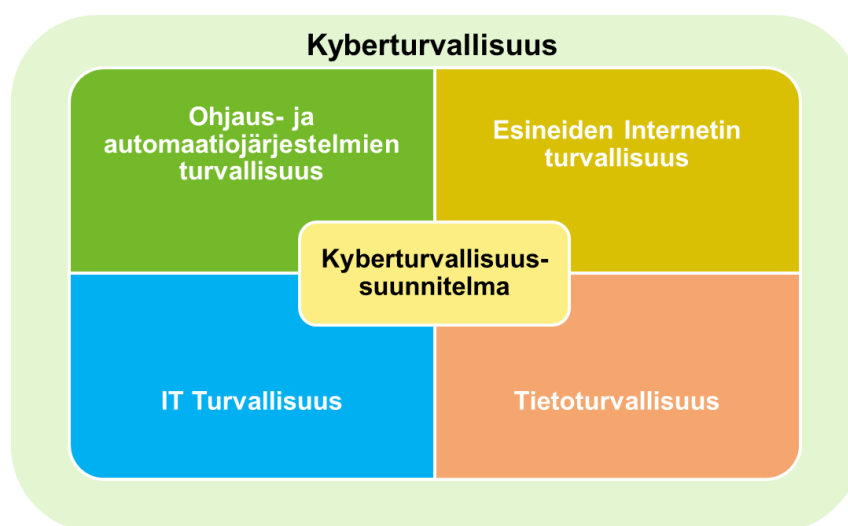 Kyberturvallisuus
Ohjaus- ja
automaatiojärjestelmien
turvallisuus
Esineiden Internetin
turvallisuus
Kyberturvallisuus-
suunnitelma
IT Turvallisuus
Tietoturvallisuus